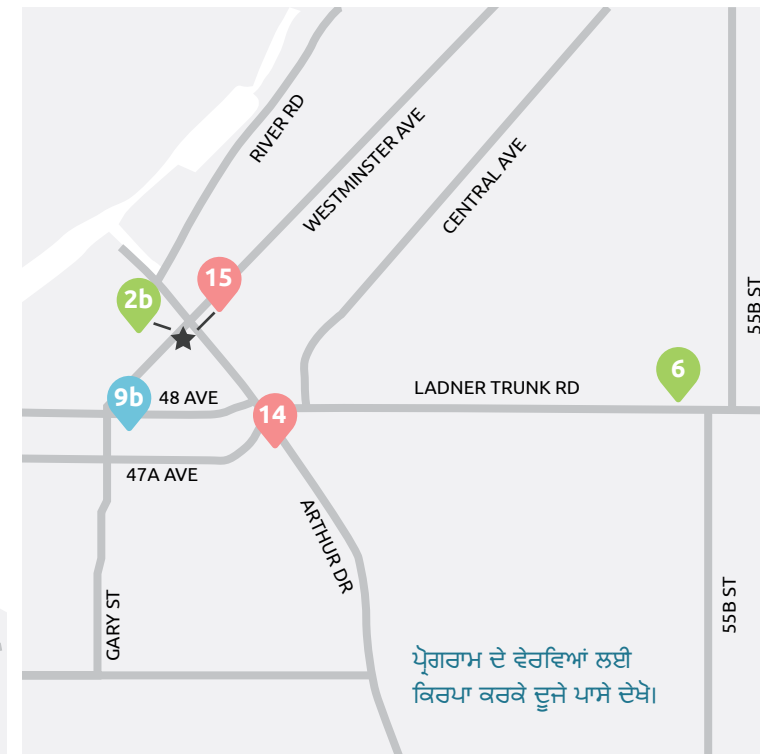 RIVER RD
WESTMINSTER AVE
CENTRAL AVE
55B ST
15
2b
6
LADNER TRUNK RD
9b
48 AVE
14
47A AVE
ARTHUR DR
GARY ST
55B ST
ਪ੍ਰੋਗਰਾਮ ਦੇ ਵੇਰਵਿਆਂ ਲਈ
ਕਿਰਪਾ ਕਰਕੇ ਦੂਜੇ ਪਾਸੇ ਦੇਖੋ।